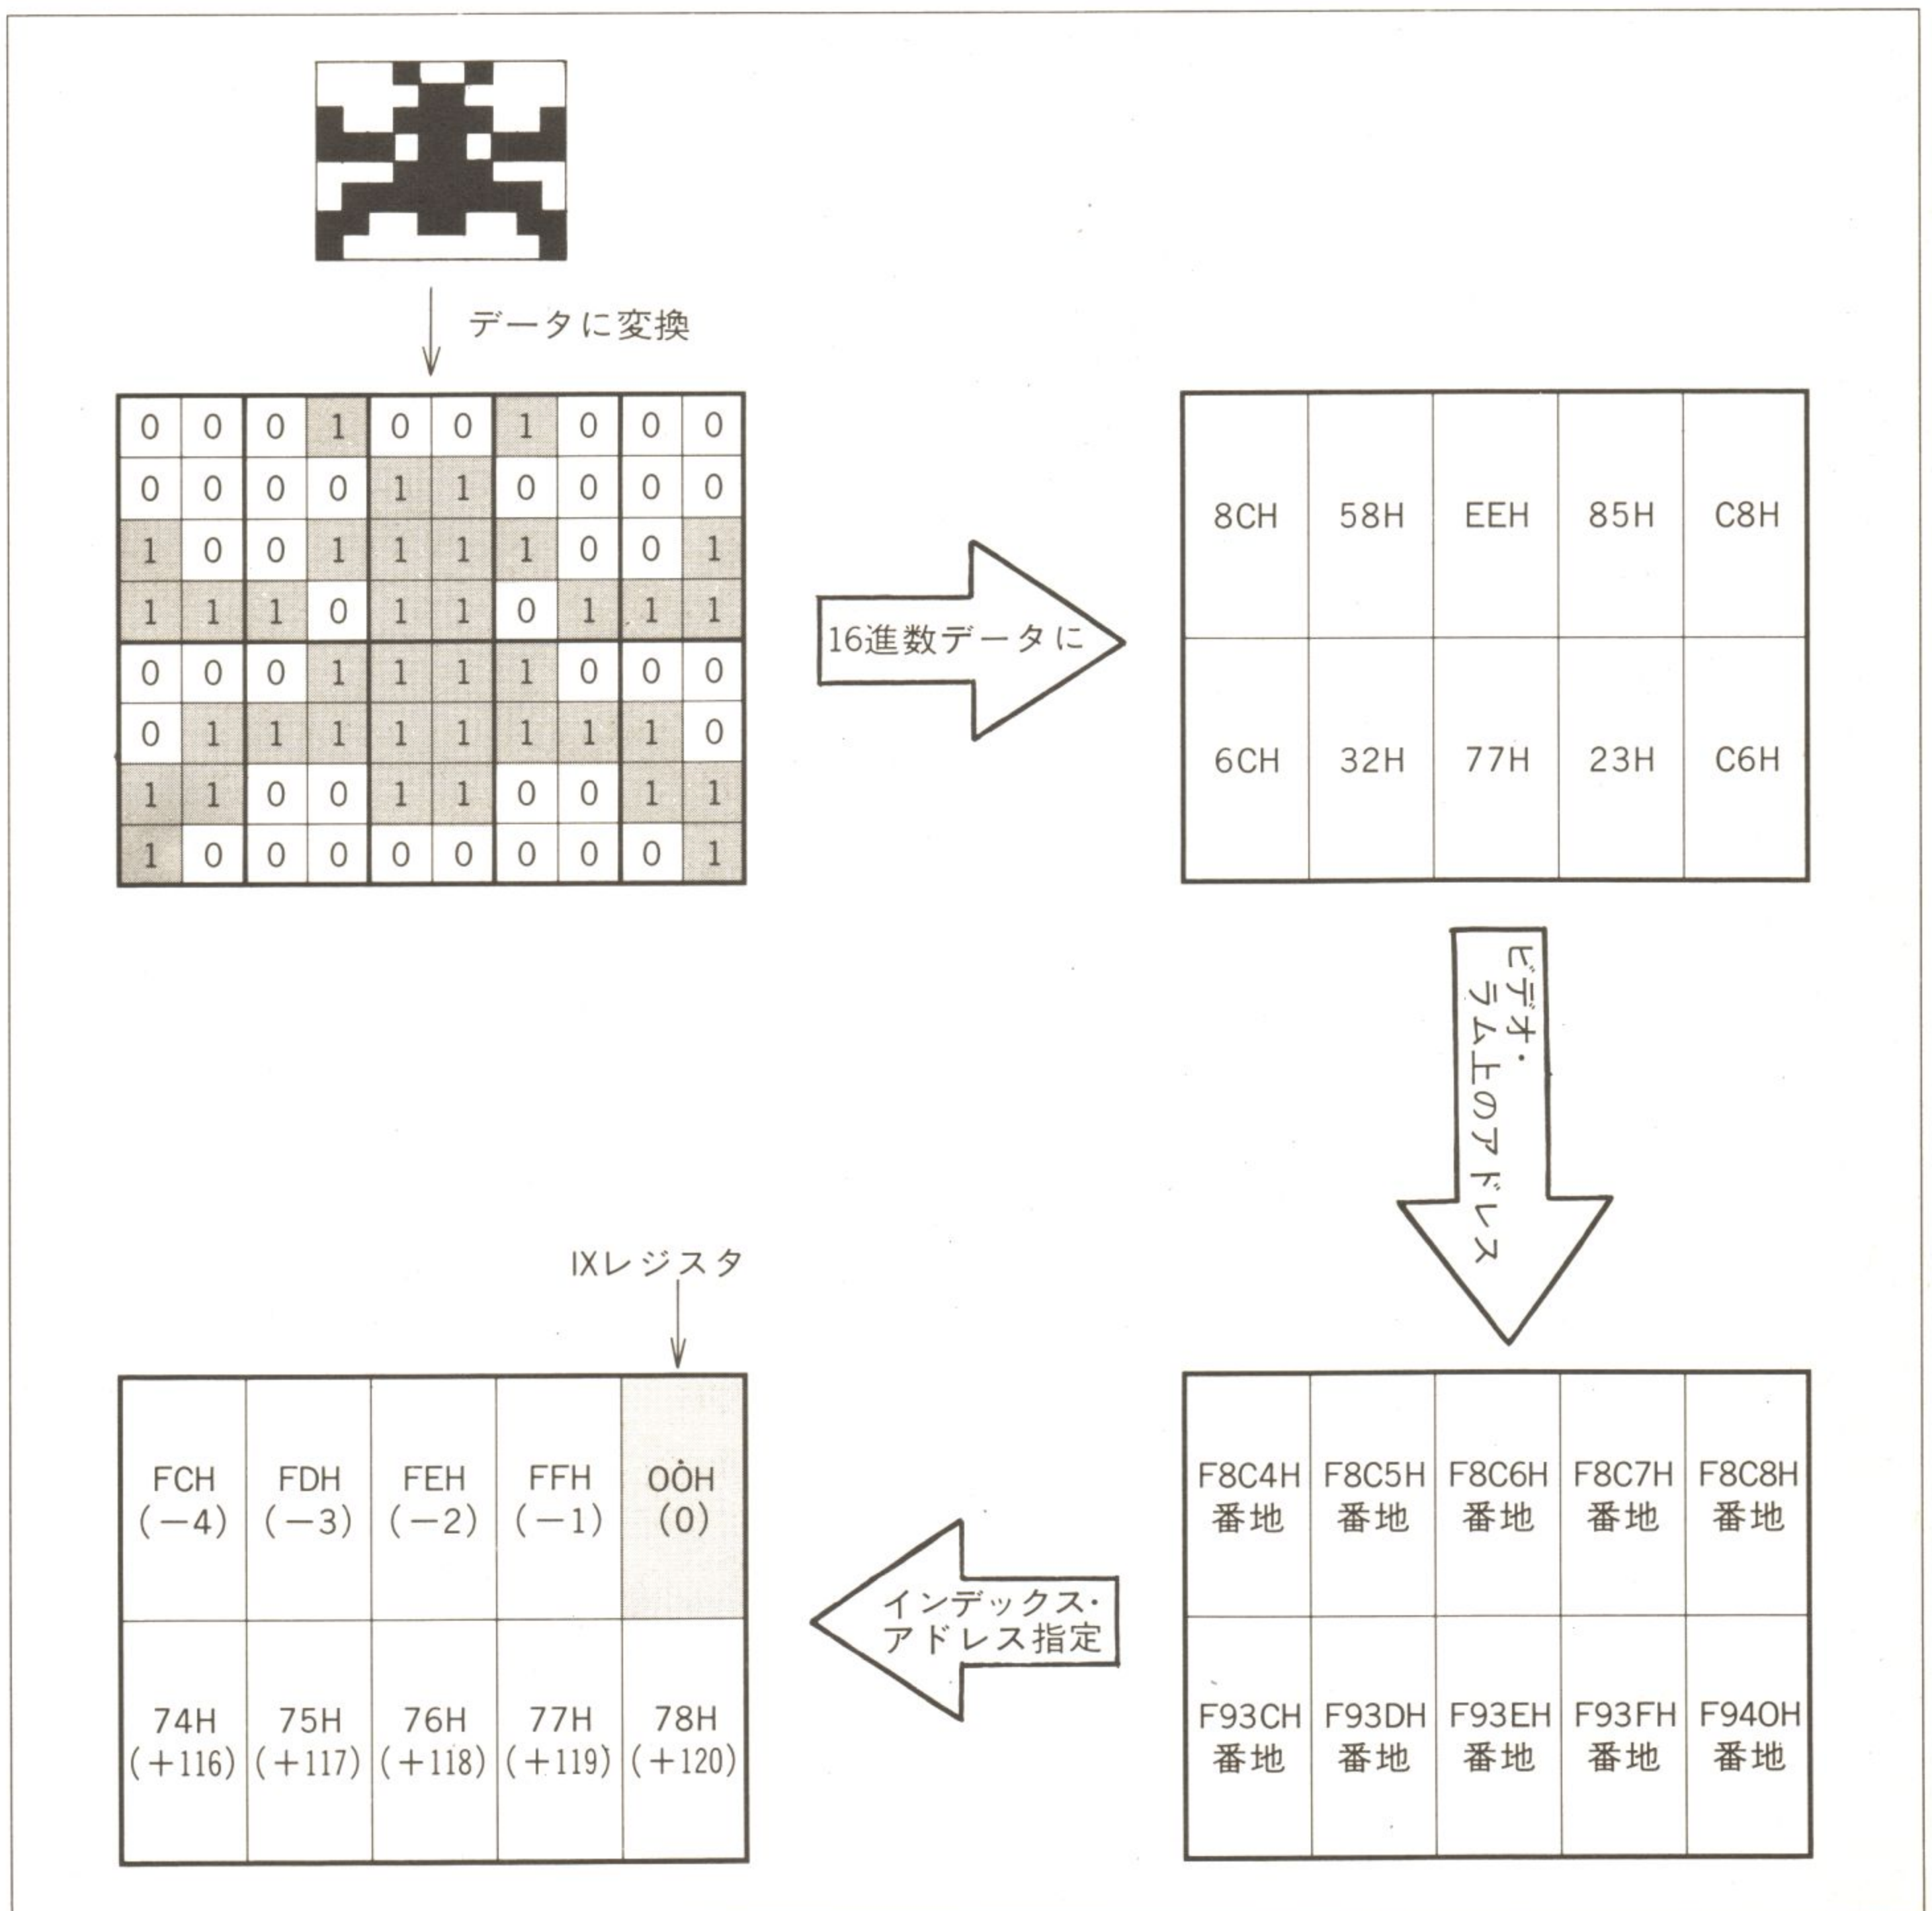 データに変換
0 0 0 1 0 0 1 0 0 0
0 0 0 0 1 1 0 0 0 0
1 0 0 1 1 1 1 0 0 1
1 1 1 0 1 1 0 1 1 1
0 0 0 1 1 1 1 0 0 0
0 1 1 1 1 1 1 1 1 0
1 1 0 0 1 1 0 0 1 1
1 0 0 0 0 0 0 0 0 1
16進数データに
8CH 58H EEH 85H C8H
6CH 32H 77H 23H C6H
ビデオ・
ラム上のアドレス
F8C4H F8C5H F8C6H F8C7H F8C8H
番地 番地 番地 番地 番地
F93CH F93DH F93EH F93FH F940H
番地 番地 番地 番地 番地
インデックス・
アドレス指定
IXレジスタ
FCH FDH FEH FFH 00H
(−4) (−3) (−2) (−1) (0)
74H 75H 76H 77H 78H
(+116) (+117) (+118) (+119) (+120)